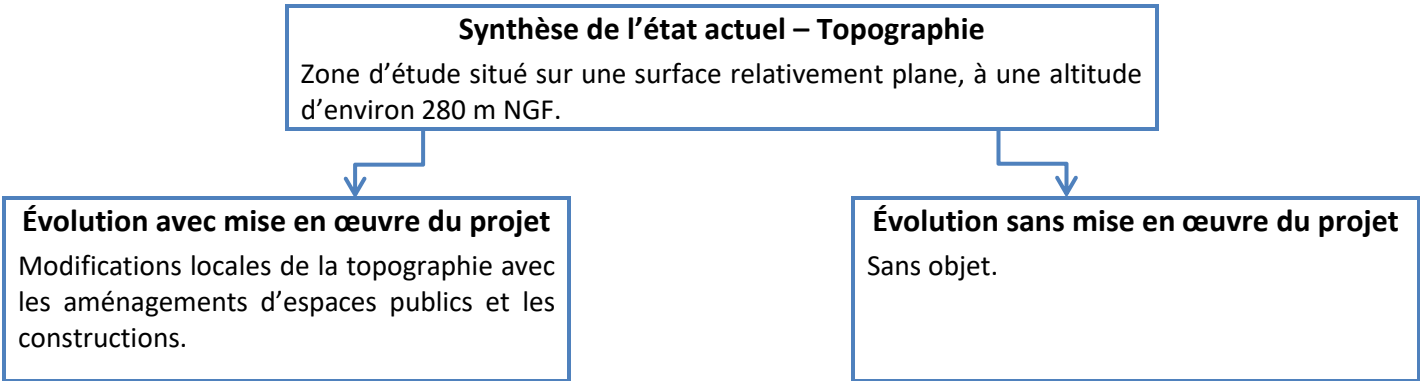 Synthèse de l’état actuel – Topographie
Zone d’étude situé sur une surface relativement plane, à une altitude
d’environ 280 m NGF.
Évolution avec mise en œuvre du projet
Modifications locales de la topographie avec
les aménagements d’espaces publics et les
constructions.
Évolution sans mise en œuvre du projet
Sans objet.